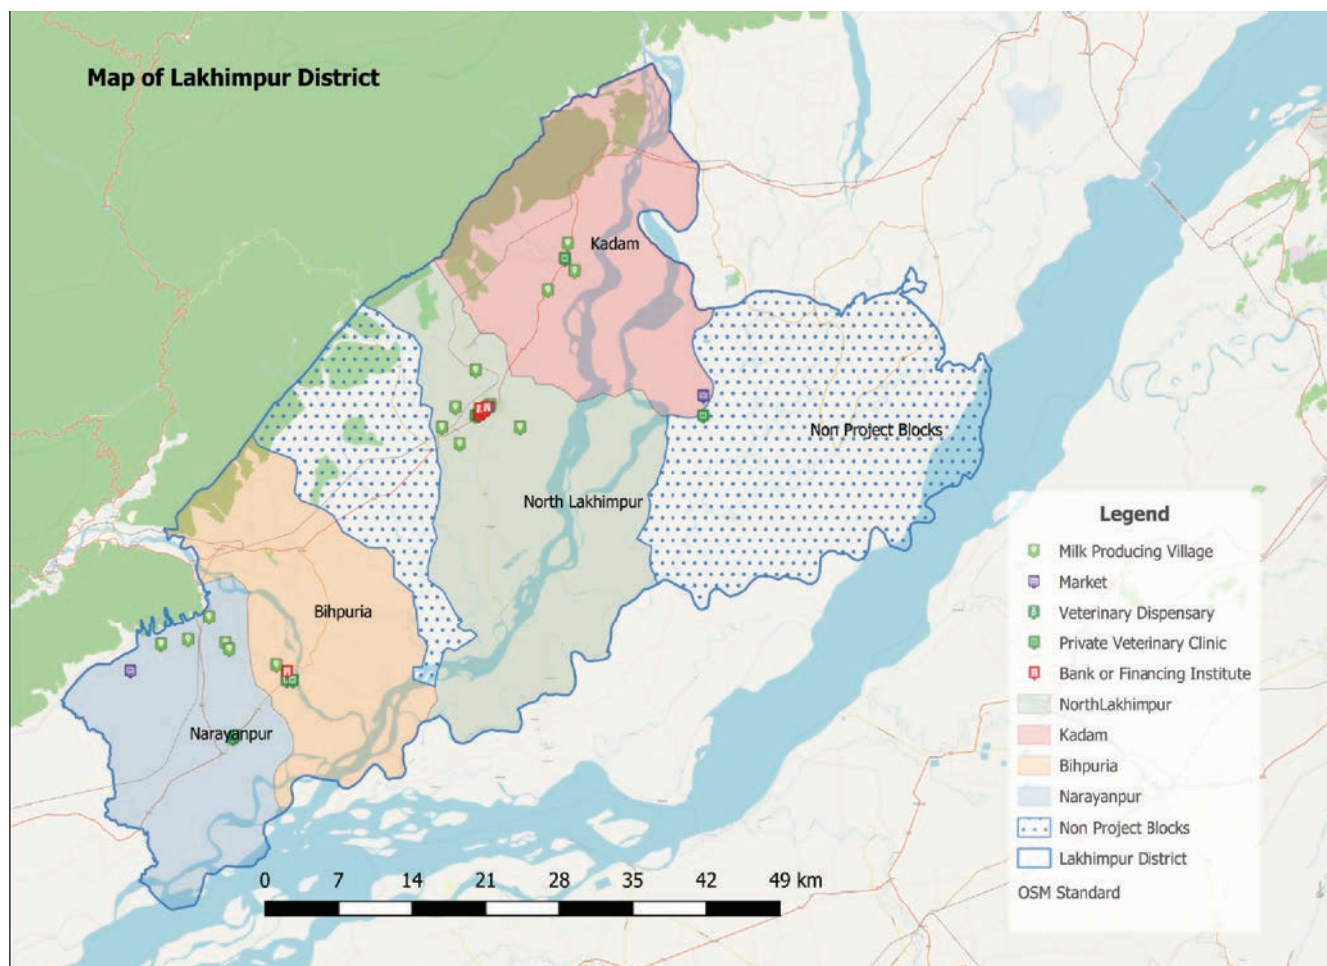 Map of Lakhimpur District
Kadam
Non Project Blocks
North Lakhimpur
Bihpuria
Narayanpur
Legend
Milk Producing Village
Market
Veterinary Dispensary
Private Veterinary Clinic
Bank or Financing Institute
NorthLakhimpur
Kadam
Bihpuria
Narayanpur
Non Project Blocks
Lakhimpur District
OSM Standard
0 7 14 21 28 35 42 49 km